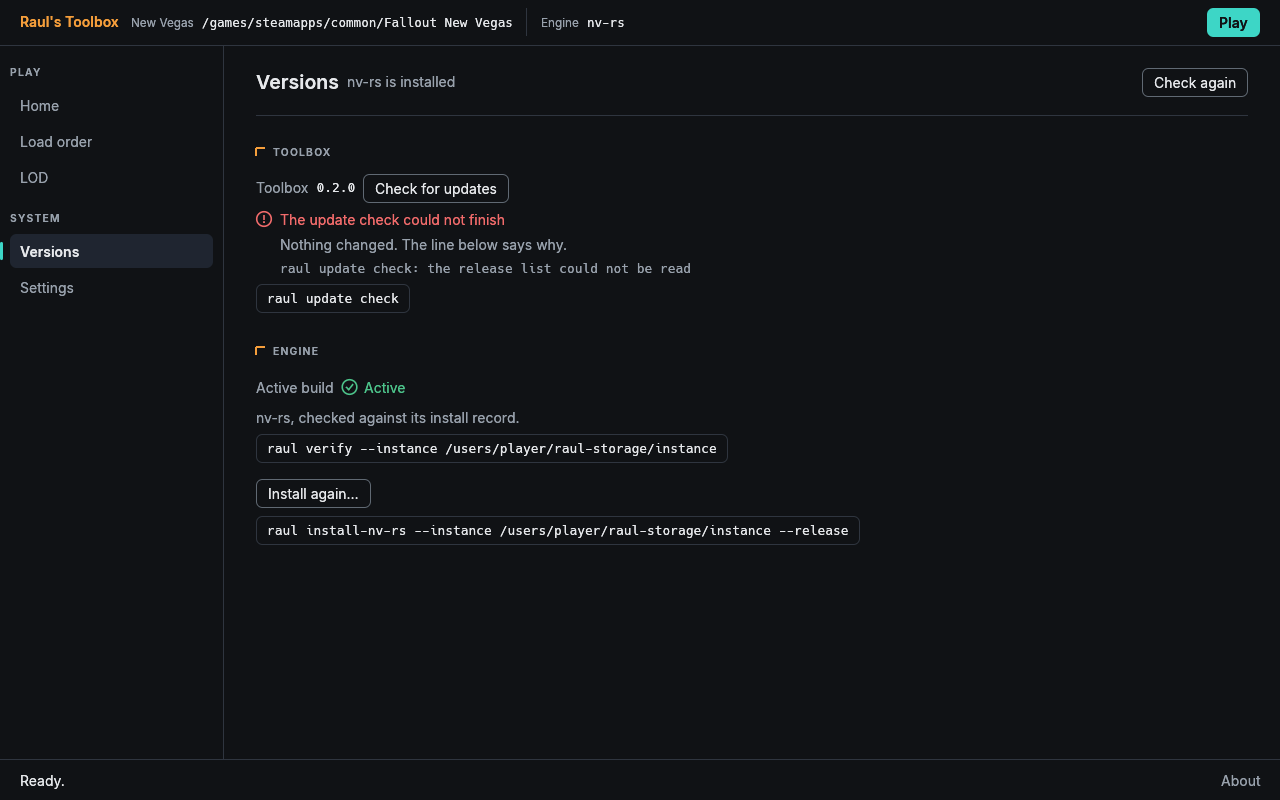 Raul's Toolbox New Vegas /games/steamapps/common/Fallout New Vegas Engine nv-rs Play
PLAY
Home
Load order
LOD
SYSTEM
Versions
Settings
Versions nv-rs is installed Check again
TOOLBOX
Toolbox 0.2.0 Check for updates
The update check could not finish
Nothing changed. The line below says why.
raul update check: the release list could not be read
raul update check
ENGINE
Active build Active
nv-rs, checked against its install record.
raul verify --instance /users/player/raul-storage/instance
Install again...
raul install-nv-rs --instance /users/player/raul-storage/instance --release
Ready. About